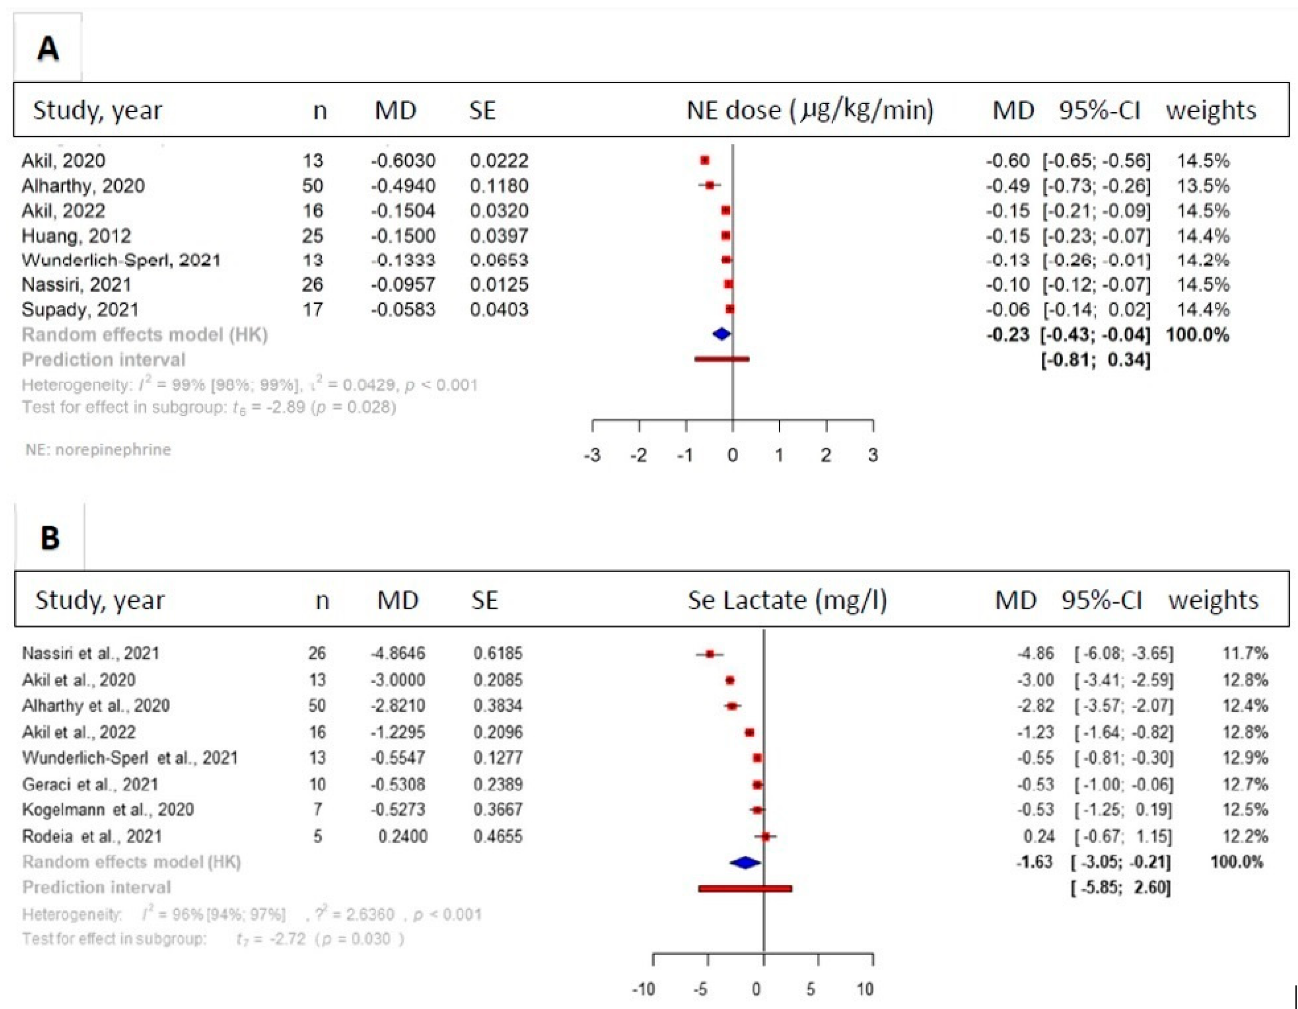 A
Study, year n MD SE NE dose (μg/kg/min) MD 95%-CI weights
Akil, 2020 13 -0.6030 0.0222 -0.60 [-0.65; -0.56] 14.5%
Alharthy, 2020 50 -0.4940 0.1180 -0.49 [-0.73; -0.26] 13.5%
Akil, 2022 16 -0.1504 0.0320 -0.15 [-0.21; -0.09] 14.5%
Huang, 2012 25 -0.1500 0.0397 -0.15 [-0.23; -0.07] 14.4%
Wunderlich-Sperl, 2021 13 -0.1333 0.0653 -0.13 [-0.26; -0.01] 14.2%
Nassiri, 2021 26 -0.0957 0.0125 -0.10 [-0.12; -0.07] 14.5%
Supady, 2021 17 -0.0583 0.0403 -0.06 [-0.14; 0.02] 14.4%
Random effects model (HK) -0.23 [-0.43; -0.04] 100.0%
Prediction interval [-0.81; 0.34]
Heterogeneity: I² = 99% [98%; 99%], τ² = 0.0429, p < 0.001
Test for effect in subgroup: t₆ = -2.89 (p = 0.028)
NE: norepinephrine
-3 -2 -1 0 1 2 3
B
Study, year n MD SE Se Lactate (mg/l) MD 95%-CI weights
Nassiri et al., 2021 26 -4.8646 0.6185 -4.86 [ -6.08; -3.65] 11.7%
Akil et al., 2020 13 -3.0000 0.2085 -3.00 [ -3.41; -2.59] 12.8%
Alharthy et al., 2020 50 -2.8210 0.3834 -2.82 [ -3.57; -2.07] 12.4%
Akil et al., 2022 16 -1.2295 0.2096 -1.23 [ -1.64; -0.82] 12.8%
Wunderlich-Sperl et al., 2021 13 -0.5547 0.1277 -0.55 [ -0.81; -0.30] 12.9%
Geraci et al., 2021 10 -0.5308 0.2389 -0.53 [ -1.00; -0.06] 12.7%
Kogelmann et al., 2020 7 -0.5273 0.3667 -0.53 [ -1.25; 0.19] 12.5%
Rodeia et al., 2021 5 0.2400 0.4655 0.24 [ -0.67; 1.15] 12.2%
Random effects model (HK) -1.63 [ -3.05; -0.21] 100.0%
Prediction interval [ -5.85; 2.60]
Heterogeneity: I² = 96% [94%; 97%] , ?² = 2.6360 , p < 0.001
Test for effect in subgroup: t₇ = -2.72 (p = 0.030 )
-10 -5 0 5 10